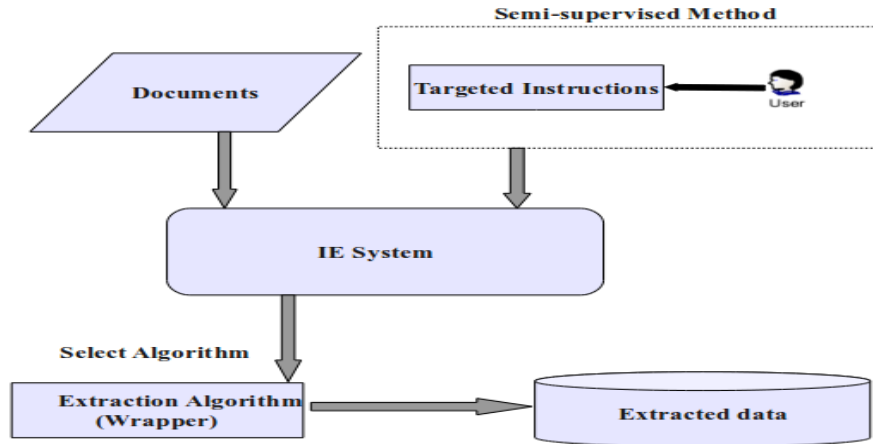 Semi-supervised Method
Documents
Targeted Instructions
User
IE System
Select Algorithm
Extraction Algorithm
(Wrapper)
Extracted data